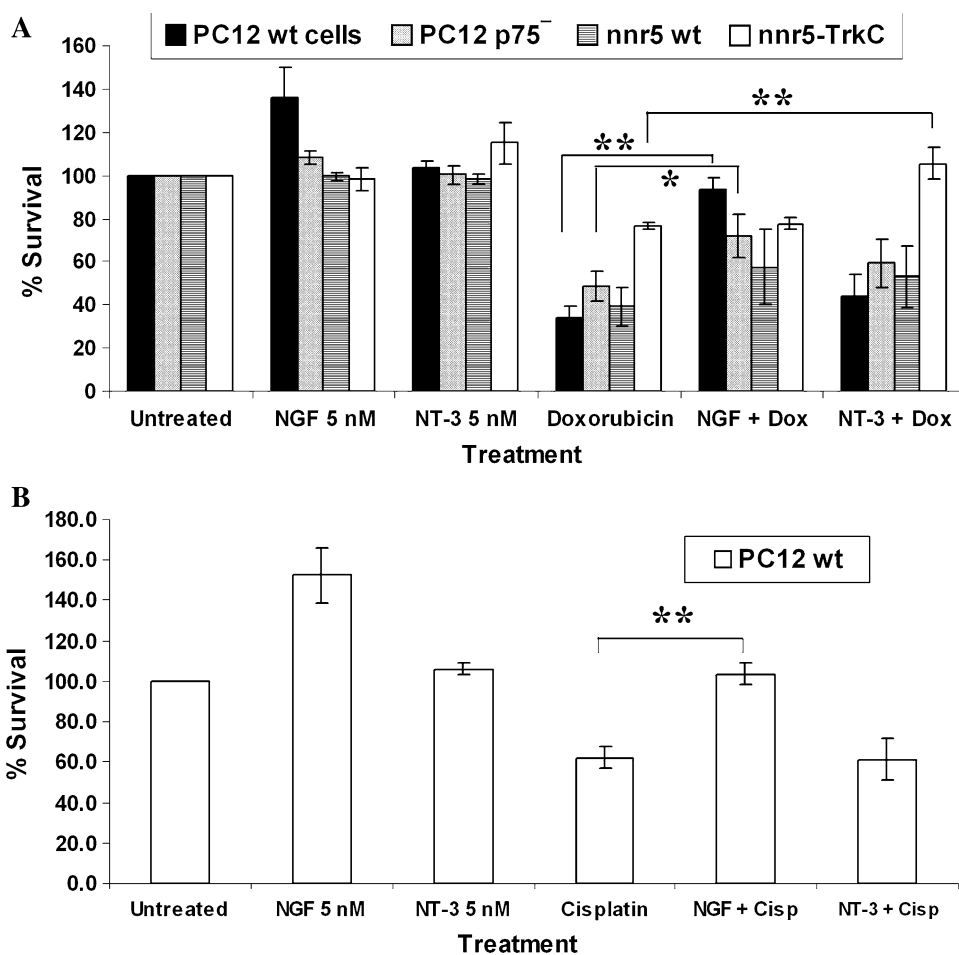 A
PC12 wt cells PC12 p75⁻ nnr5 wt nnr5-TrkC
160
140
120
100
80
60
40
20
0
% Survival
**
**
*
Untreated NGF 5 nM NT-3 5 nM Doxorubicin NGF + Dox NT-3 + Dox
Treatment
B
180.0
160.0
140.0
120.0
100.0
80.0
60.0
40.0
20.0
0.0
% Survival
PC12 wt
**
Untreated NGF 5 nM NT-3 5 nM Cisplatin NGF + Cisp NT-3 + Cisp
Treatment